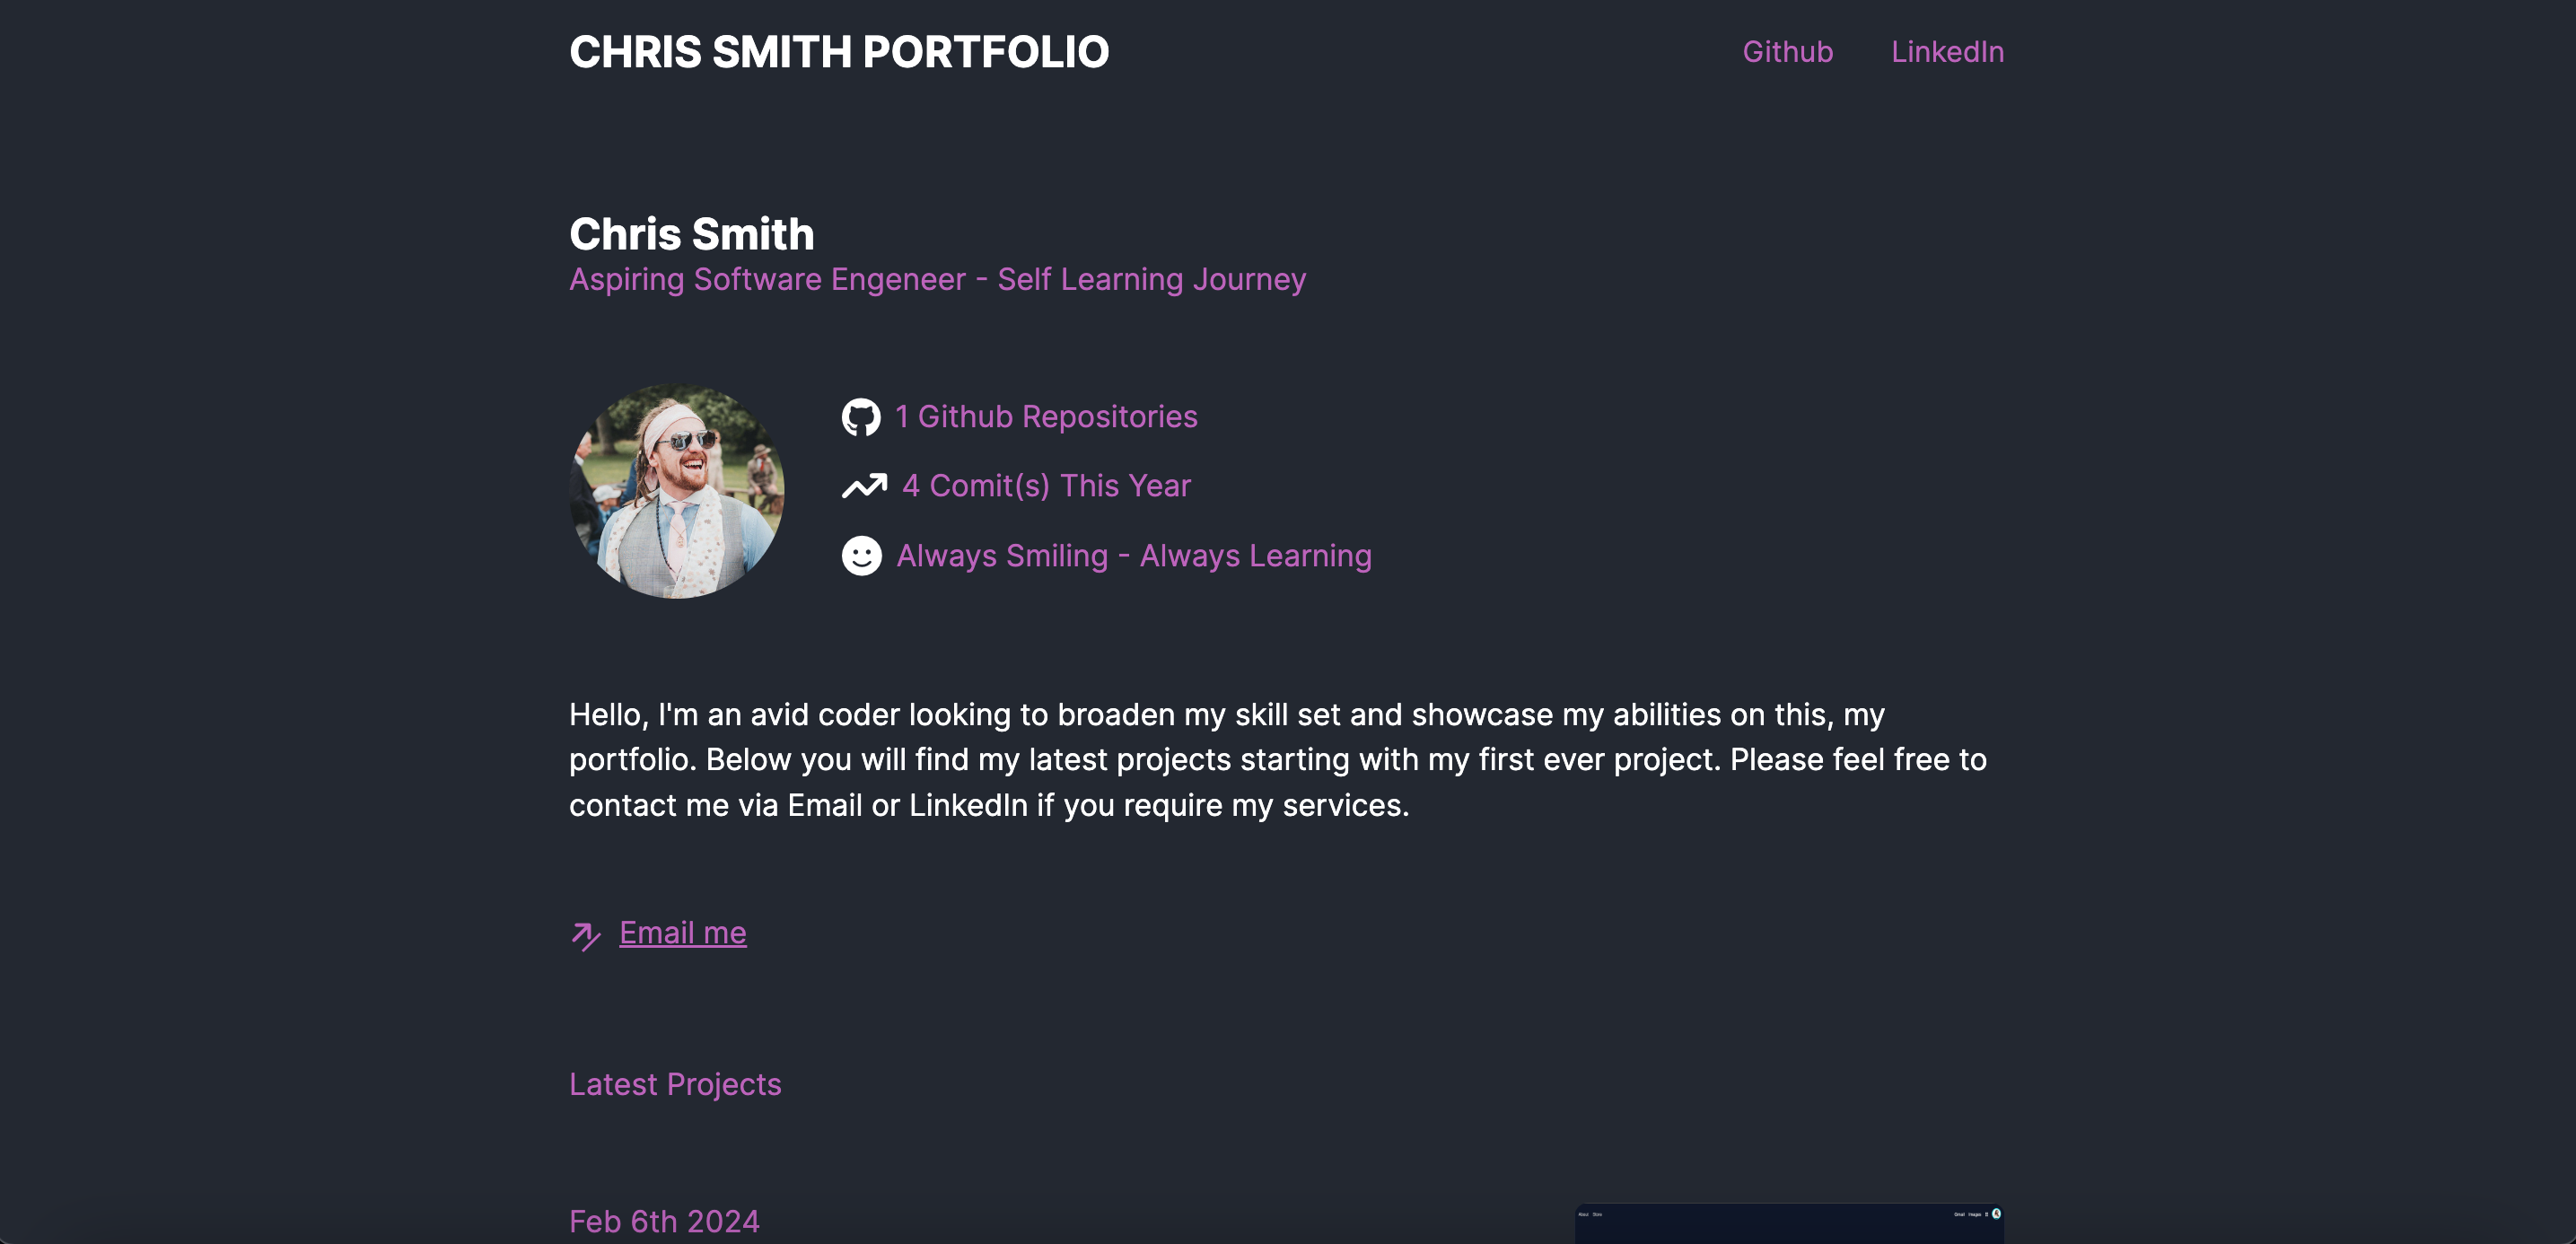 CHRIS SMITH PORTFOLIO
Github
LinkedIn
Chris Smith
Aspiring Software Engeneer - Self Learning Journey
1 Github Repositories
4 Comit(s) This Year
Always Smiling - Always Learning
Hello, I'm an avid coder looking to broaden my skill set and showcase my abilities on this, my
portfolio. Below you will find my latest projects starting with my first ever project. Please feel free to
contact me via Email or LinkedIn if you require my services.
Email me
Latest Projects
Feb 6th 2024
About Store
Gmail Images